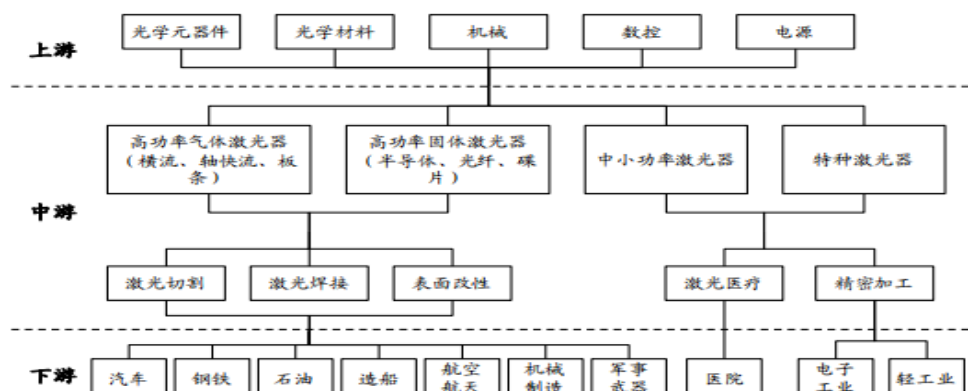 光学元器件
光学材料
机械
数控
电源
上游
高功率气体激光器
（横流、轴快流、板
条）
高功率固体激光器
（半导体、光纤、碟
片）
中小功率激光器
特种激光器
中游
激光切割
激光焊接
表面改性
激光医疗
精密加工
下游
汽车
钢铁
石油
造船
航空
航天
机械
制造
军事
武器
医院
电子
工业
轻工业